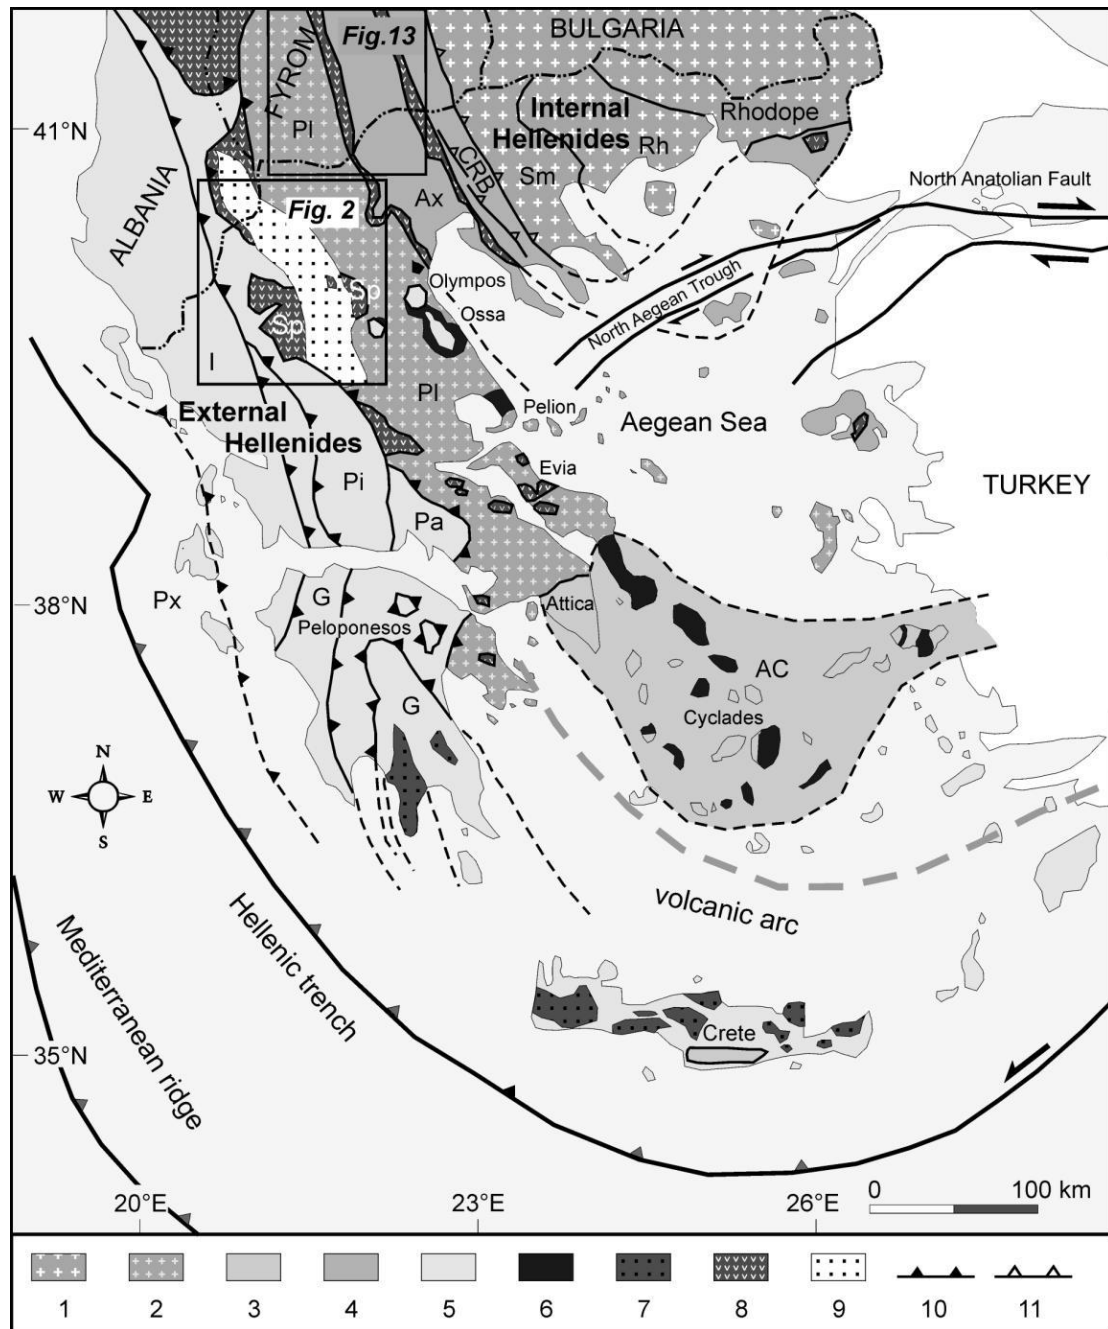 Fig.13
BULGARIA
FYROM
Pl
41°N
Internal
Hellenides
Rhodope
Rh
Sm
CRB
Ax
North Anatolian Fault
ALBANIA
Fig. 2
Olympos
Ossa
North Aegean Trough
Sp
Sp
I
Pl
Pelion
Aegean Sea
External
Hellenides
Evia
TURKEY
Pi
Pa
38°N
Px
G
Peloponesos
Attica
AC
Cyclades
G
N
W
E
S
volcanic arc
Hellenic trench
Mediterranean ridge
Crete
35°N
20°E
23°E
26°E
0
100 km
1
2
3
4
5
6
7
8
9
10
11